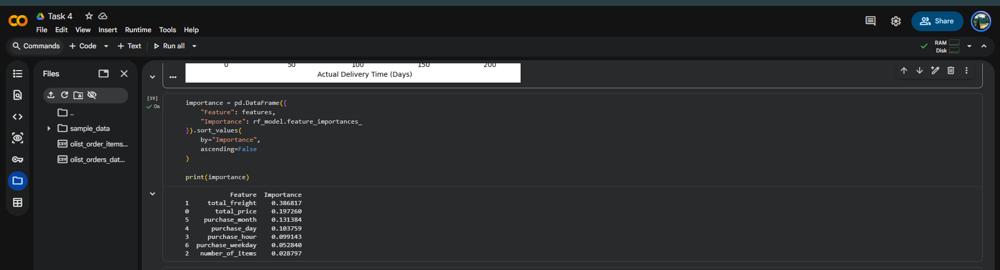 Task 4
File Edit View Insert Runtime Tools Help
Share
Commands + Code + Text Run all
RAM
Disk
Files
..
sample_data
olist_order_items...
olist_orders_dat...
0 50 100 150 200
Actual Delivery Time (Days)
[19]
0s
importance = pd.DataFrame({
"Feature": features,
"Importance": rf_model.feature_importances_
}).sort_values(
by="Importance",
ascending=False
)
print(importance)
Feature Importance
1 total_freight 0.386817
0 total_price 0.197260
5 purchase_month 0.131384
4 purchase_day 0.103759
3 purchase_hour 0.099143
6 purchase_weekday 0.052840
2 number_of_items 0.028797